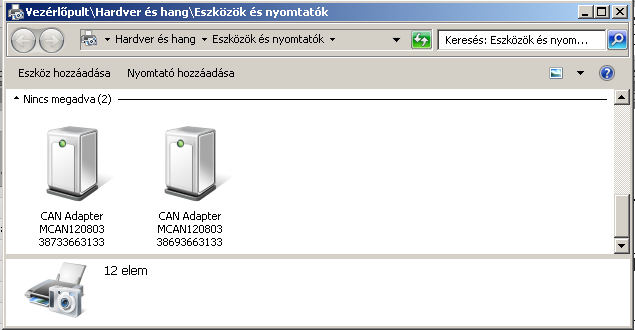 Vezérlőpult\Hardver és hang\Eszközök és nyomtatók
Hardver és hang Eszközök és nyomtatók Keresés: Eszközök és nyom...
Eszköz hozzáadása Nyomtató hozzáadása
Nincs megadva (2)
CAN Adapter
MCAN120803
38733663133
CAN Adapter
MCAN120803
38693663133
12 elem